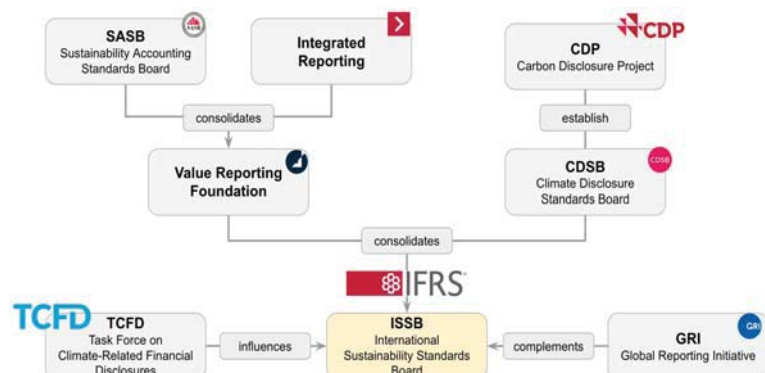 SASB
Sustainability Accounting
Standards Board
SASB
Integrated
Reporting
CDP
CDP
Carbon Disclosure Project
consolidates
establish
Value Reporting
Foundation
CDSB
CDSB
Climate Disclosure
Standards Board
consolidates
IFRS
TCFD
TCFD
Task Force on
Climate-Related Financial
Disclosures
influences
ISSB
International
Sustainability Standards
Board
complements
GRI
GRI
Global Reporting Initiative